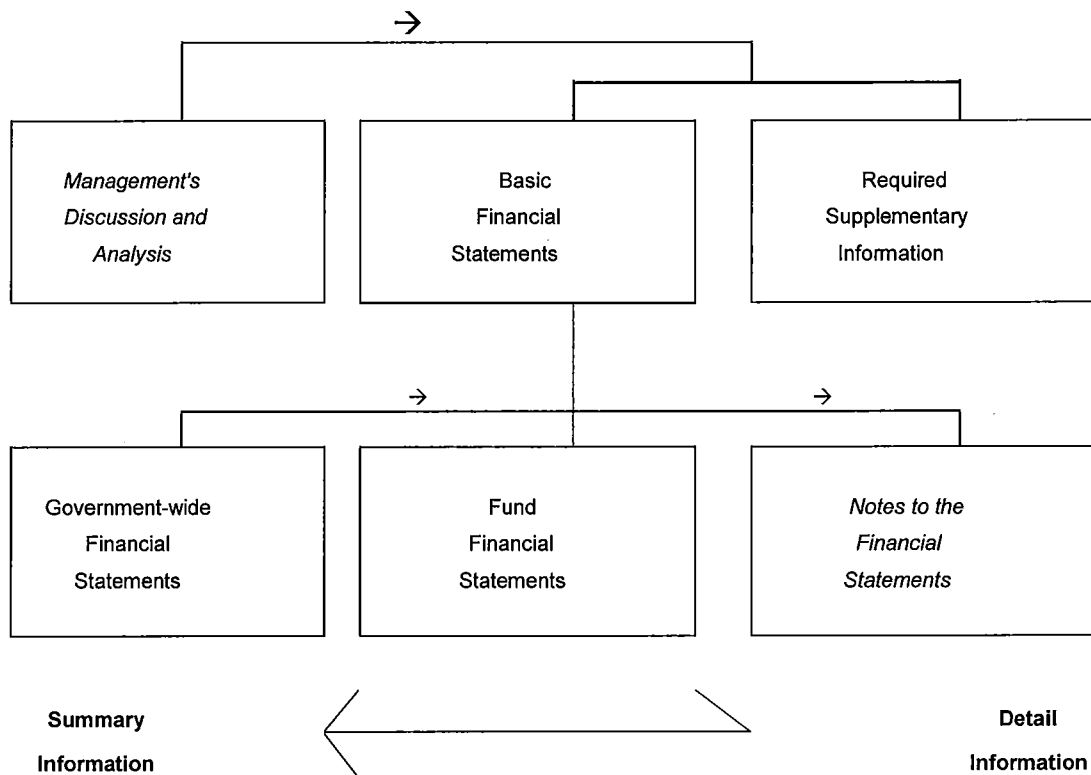 Management's
Discussion and
Analysis
Basic
Financial
Statements
Required
Supplementary
Information
Government-wide
Financial
Statements
Fund
Financial
Statements
Notes to the
Financial
Statements
Summary
Information
Detail
Information